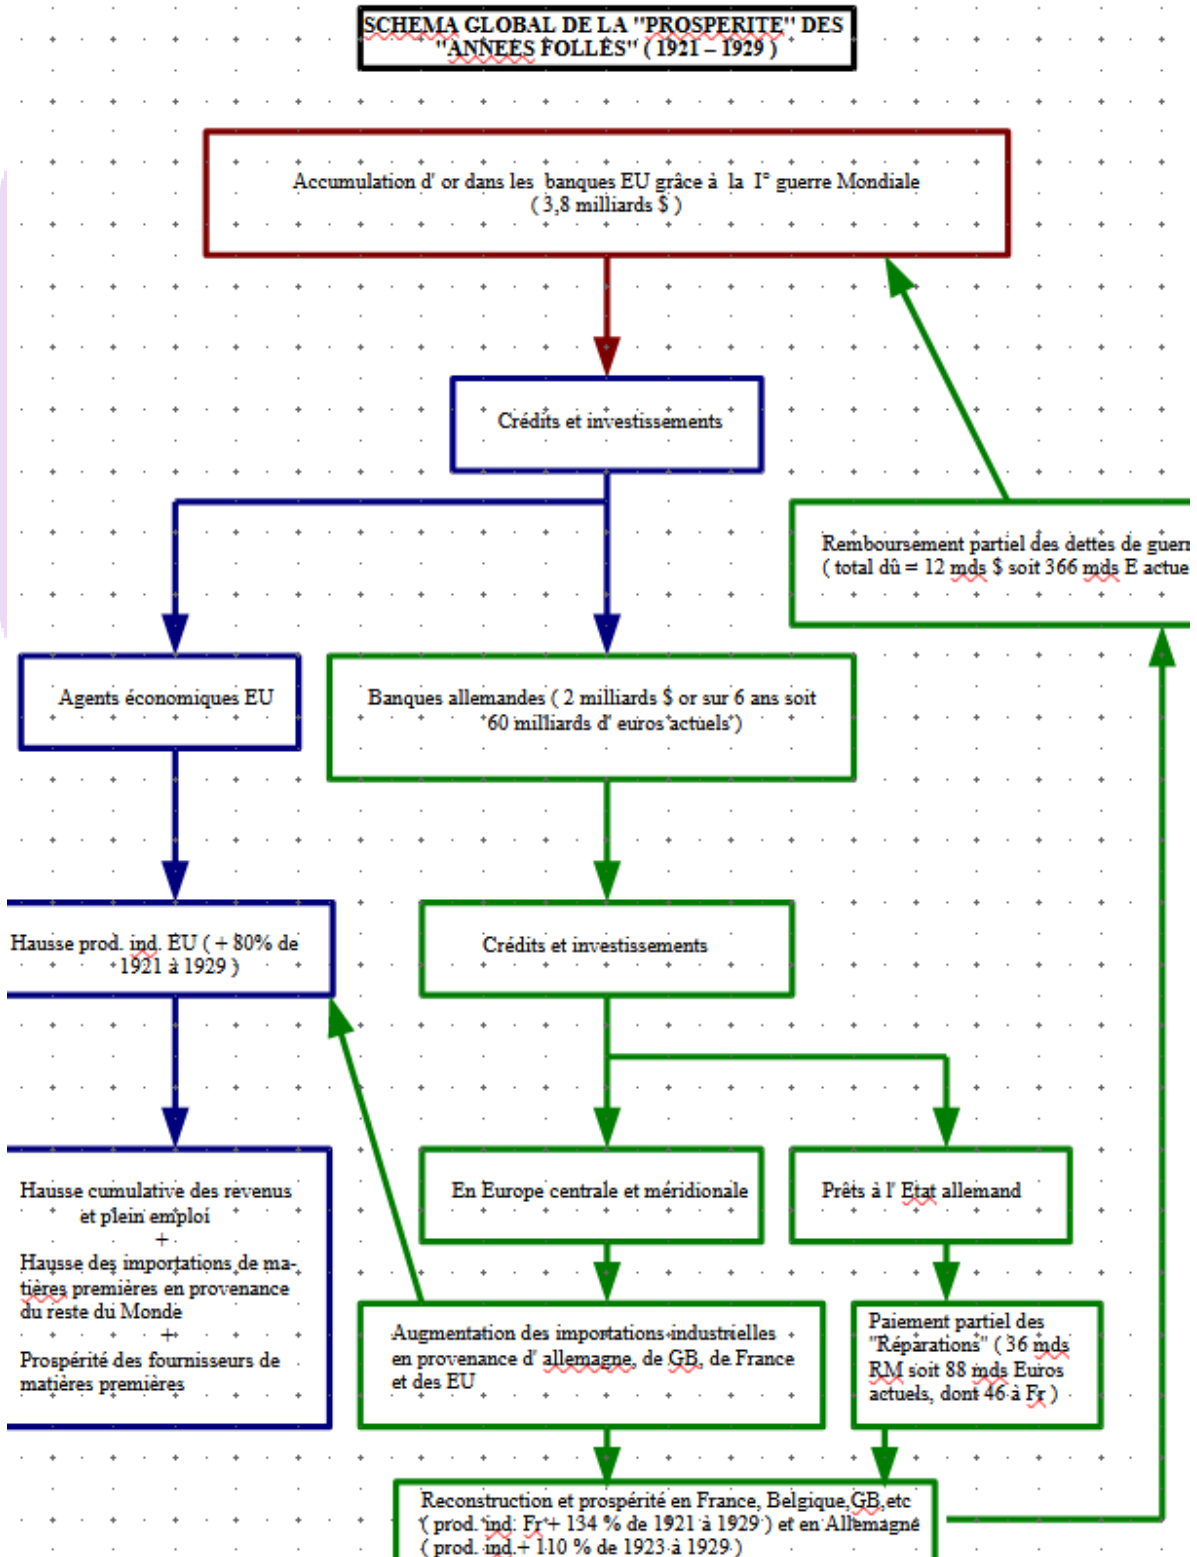 SCHEMA GLOBAL DE LA "PROSPERITE" DES
"ANNEES FOLLES" ( 1921 – 1929 )
Accumulation d' or dans les banques EU grâce à la I° guerre Mondiale
( 3,8 milliards $ )
Crédits et investissements
Remboursement partiel des dettes de guerr
( total dû = 12 mds $ soit 366 mds E actue
Agents économiques EU
Banques allemandes ( 2 milliards $ or sur 6 ans soit
60 milliards d' euros actuels )
Hausse prod. ind. EU ( + 80% de
1921 à 1929 )
Crédits et investissements
Hausse cumulative des revenus
et plein emploi
+
Hausse des importations de ma-
tières premières en provenance
du reste du Monde
+
Prospérité des fournisseurs de
matières premières
En Europe centrale et méridionale
Prêts à l' Etat allemand
Augmentation des importations industrielles
en provenance d' allemagne, de GB, de France
et des EU
Paiement partiel des
"Réparations" ( 36 mds
RM soit 88 mds Euros
actuels, dont 46 à Fr )
Reconstruction et prospérité en France, Belgique,GB,etc
( prod. ind. Fr + 134 % de 1921 à 1929 ) et en Allemagne
( prod. ind.+ 110 % de 1923 à 1929 )